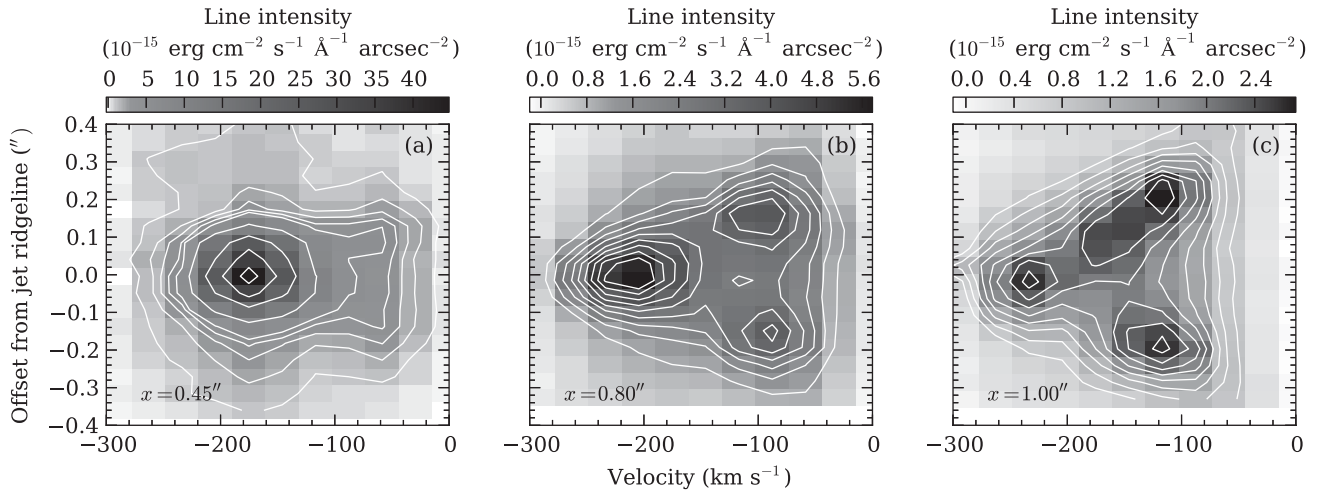 Line intensity Line intensity Line intensity
(10⁻¹⁵ erg cm⁻² s⁻¹ Å⁻¹ arcsec⁻²) (10⁻¹⁵ erg cm⁻² s⁻¹ Å⁻¹ arcsec⁻²) (10⁻¹⁵ erg cm⁻² s⁻¹ Å⁻¹ arcsec⁻²)
0 5 10 15 20 25 30 35 40 0.0 0.8 1.6 2.4 3.2 4.0 4.8 5.6 0.0 0.4 0.8 1.2 1.6 2.0 2.4
Offset from jet ridgeline (″)
0.4
0.3
0.2
0.1
0.0
−0.1
−0.2
−0.3
−0.4
(a) (b) (c)
x=0.45″ x=0.80″ x=1.00″
−300 −200 −100 0 −300 −200 −100 0 −300 −200 −100 0
Velocity (km s⁻¹)